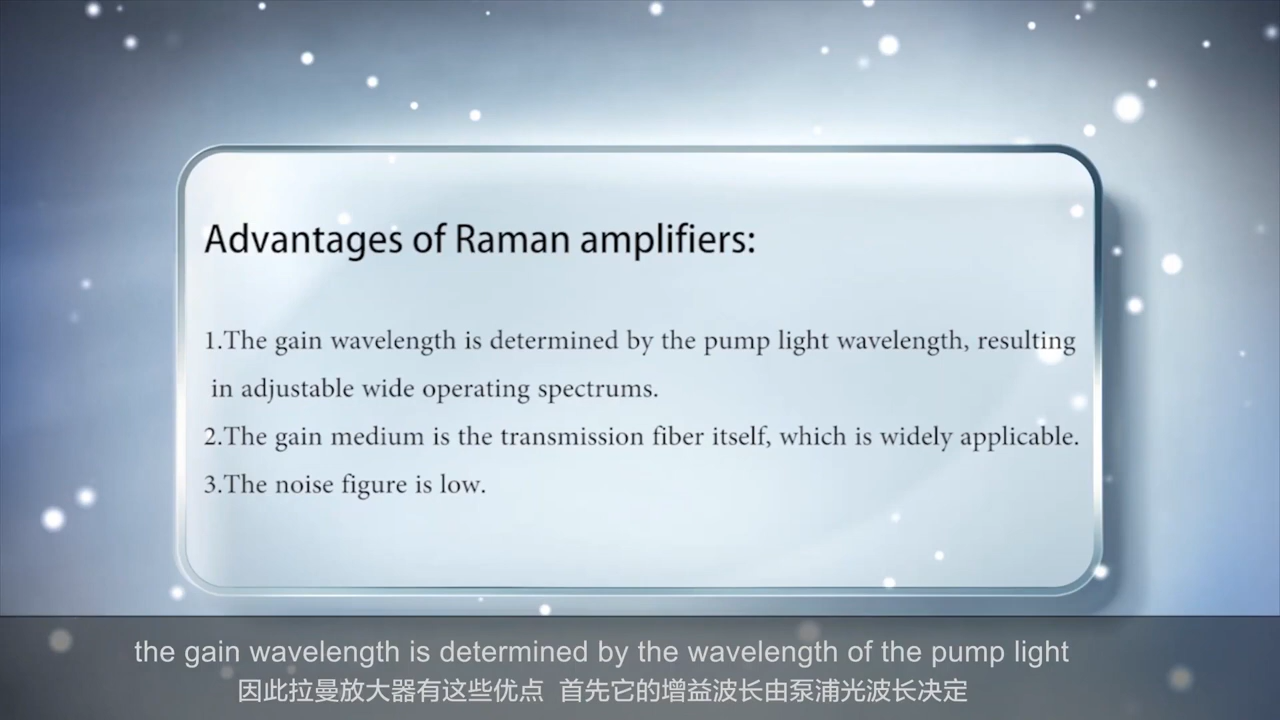 Advantages of Raman amplifiers:
1.The gain wavelength is determined by the pump light wavelength, resulting
in adjustable wide operating spectrums.
2.The gain medium is the transmission fiber itself, which is widely applicable.
3.The noise figure is low.
the gain wavelength is determined by the wavelength of the pump light
因此拉曼放大器有这些优点 首先它的增益波长由泵浦光波长决定